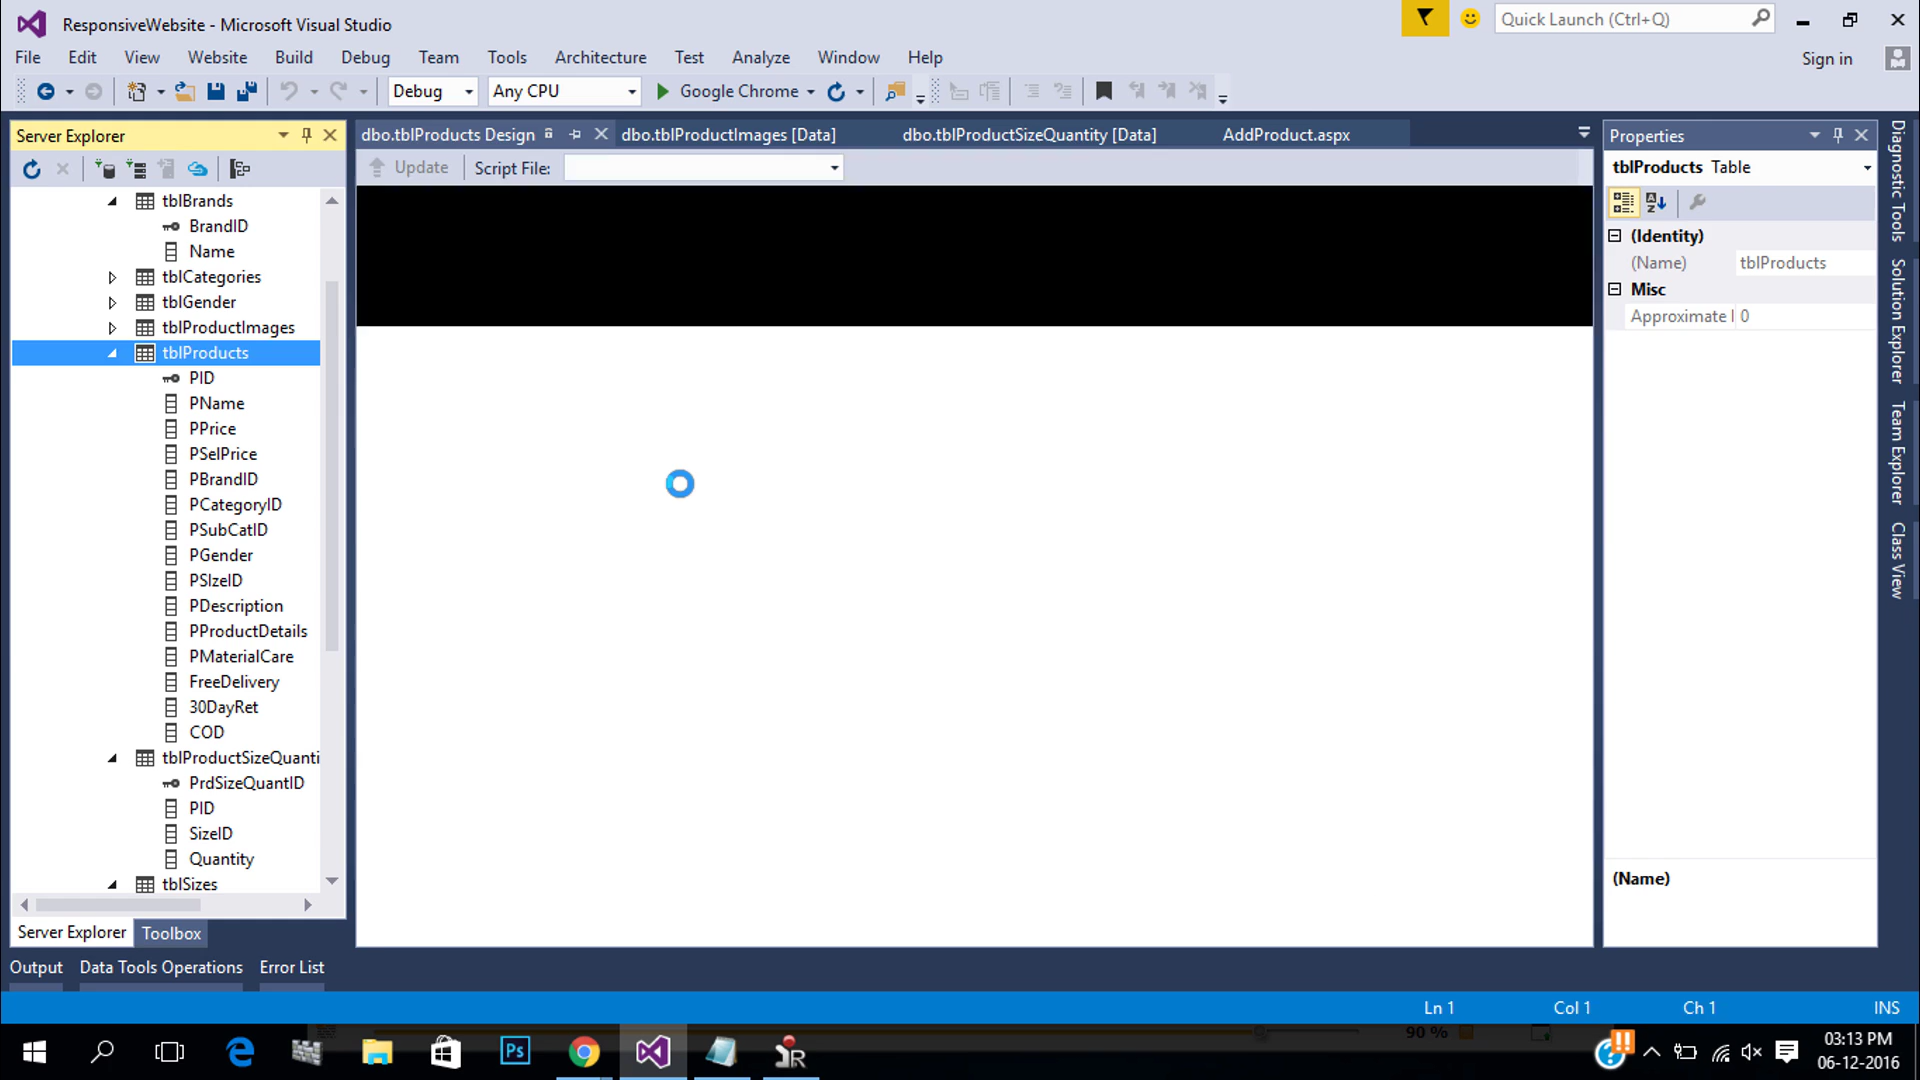 ResponsiveWebsite - Microsoft Visual Studio
Quick Launch (Ctrl+Q)
File Edit View Website Build Debug Team Tools Architecture Test Analyze Window Help
Sign in
Debug Any CPU Google Chrome
Server Explorer
dbo.tblProducts Design dbo.tblProductImages [Data] dbo.tblProductSizeQuantity [Data] AddProduct.aspx
Properties
Update Script File:
tblProducts Table
tblBrands
BrandID
Name
tblCategories
tblGender
tblProductImages
tblProducts
PID
PName
PPrice
PSelPrice
PBrandID
PCategoryID
PSubCatID
PGender
PSIzeID
PDescription
PProductDetails
PMaterialCare
FreeDelivery
30DayRet
COD
tblProductSizeQuanti
PrdSizeQuantID
PID
SizeID
Quantity
tblSizes
(Identity)
(Name) tblProducts
Misc
Approximate 0
(Name)
Diagnostic Tools
Solution Explorer
Team Explorer
Class View
Server Explorer Toolbox
Output Data Tools Operations Error List
Ln 1 Col 1 Ch 1 INS
90 %
Ps
03:13 PM
06-12-2016